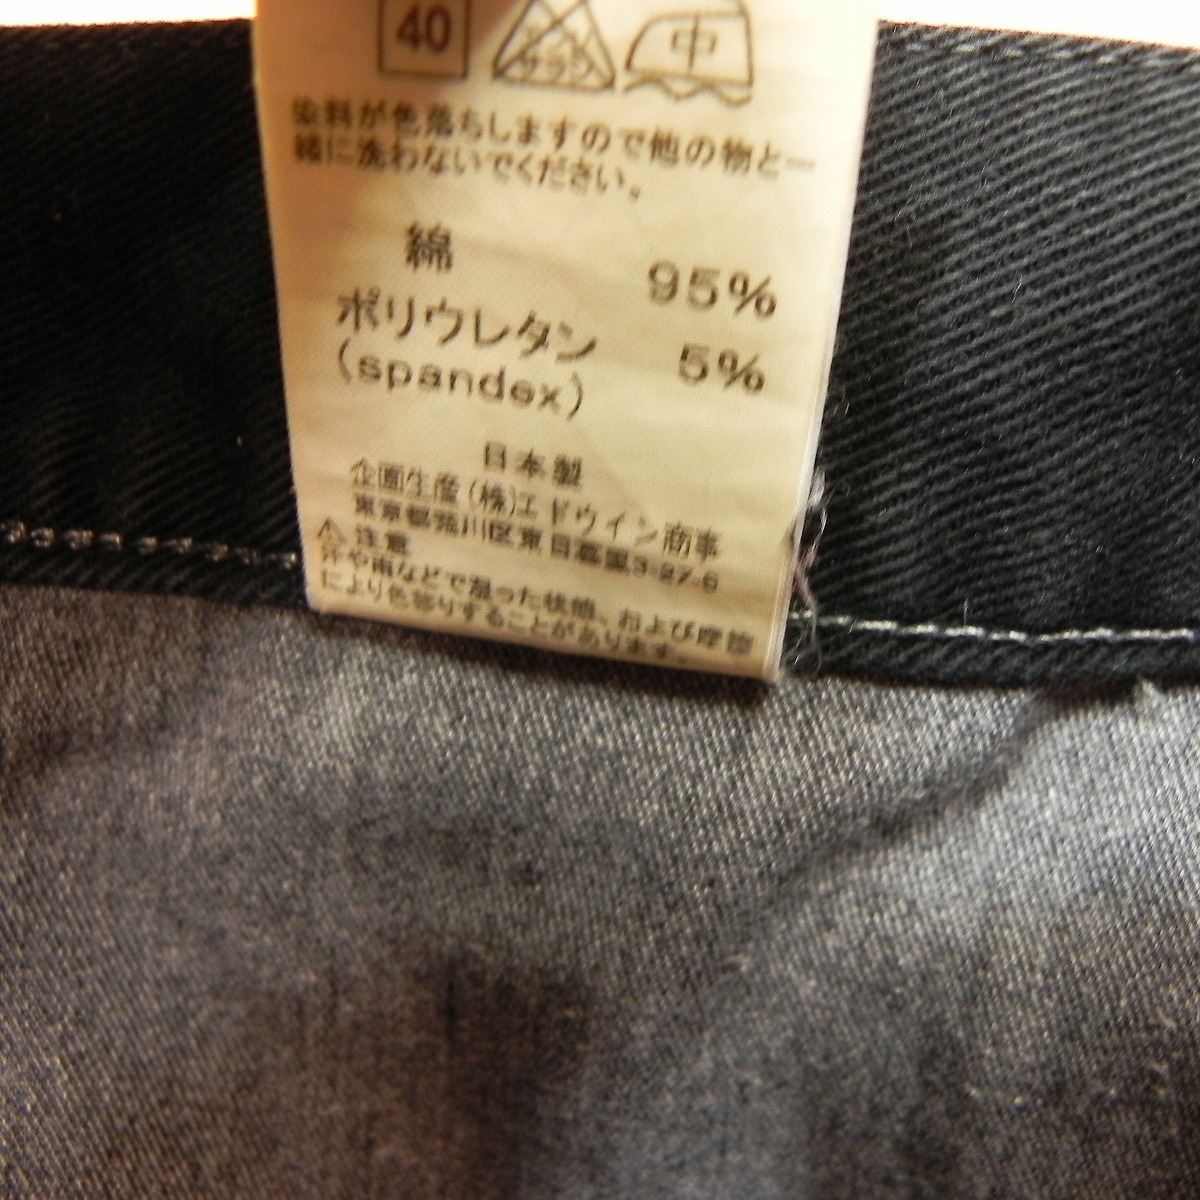 40
中
染料が色落ちしますので他の物と一
緒に洗わないでください。
綿 95%
ポリウレタン 5%
(spandex)
日本製
企画生産 (株)エドウイン商事
東京都荒川区東日暮里3-27-6
⚠ 注意
汗や雨などで湿った状態、および摩擦
により色移りすることがあります。